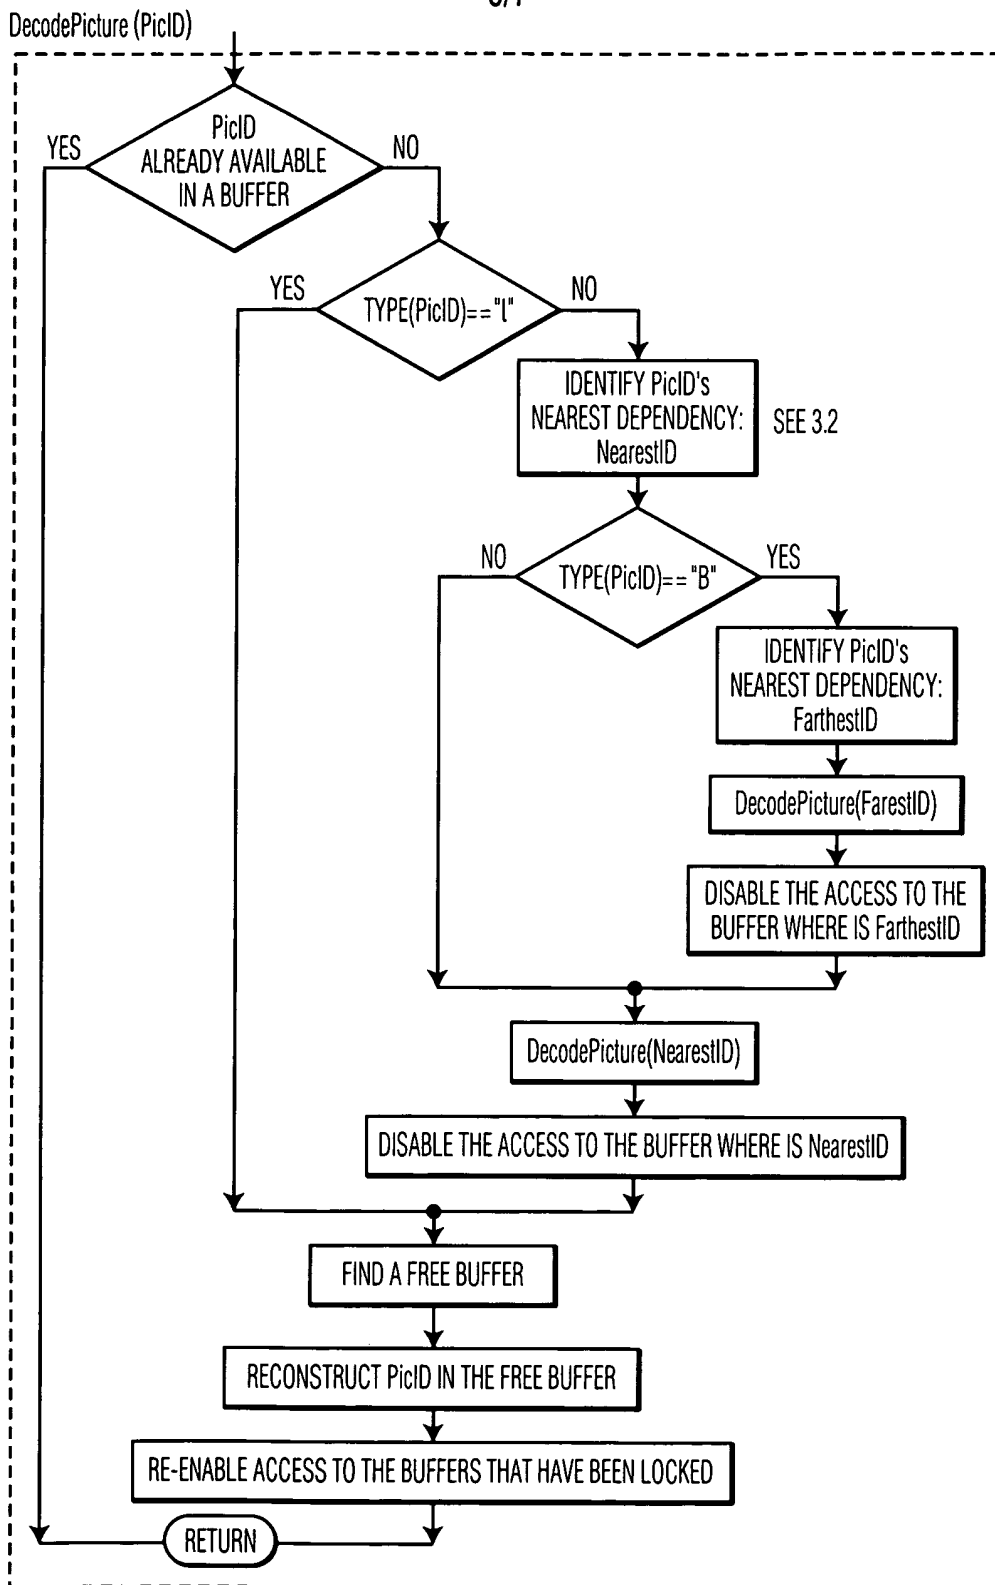 DecodePicture (PicID)
PicID
ALREADY AVAILABLE
IN A BUFFER
YES
NO
TYPE(PicID)=="l"
YES
NO
IDENTIFY PicID's
NEAREST DEPENDENCY:
NearestID
SEE 3.2
TYPE(PicID)=="B"
NO
YES
IDENTIFY PicID's
NEAREST DEPENDENCY:
FarthestID
DecodePicture(FarestID)
DISABLE THE ACCESS TO THE
BUFFER WHERE IS FarthestID
DecodePicture(NearestID)
DISABLE THE ACCESS TO THE BUFFER WHERE IS NearestID
FIND A FREE BUFFER
RECONSTRUCT PicID IN THE FREE BUFFER
RE-ENABLE ACCESS TO THE BUFFERS THAT HAVE BEEN LOCKED
RETURN